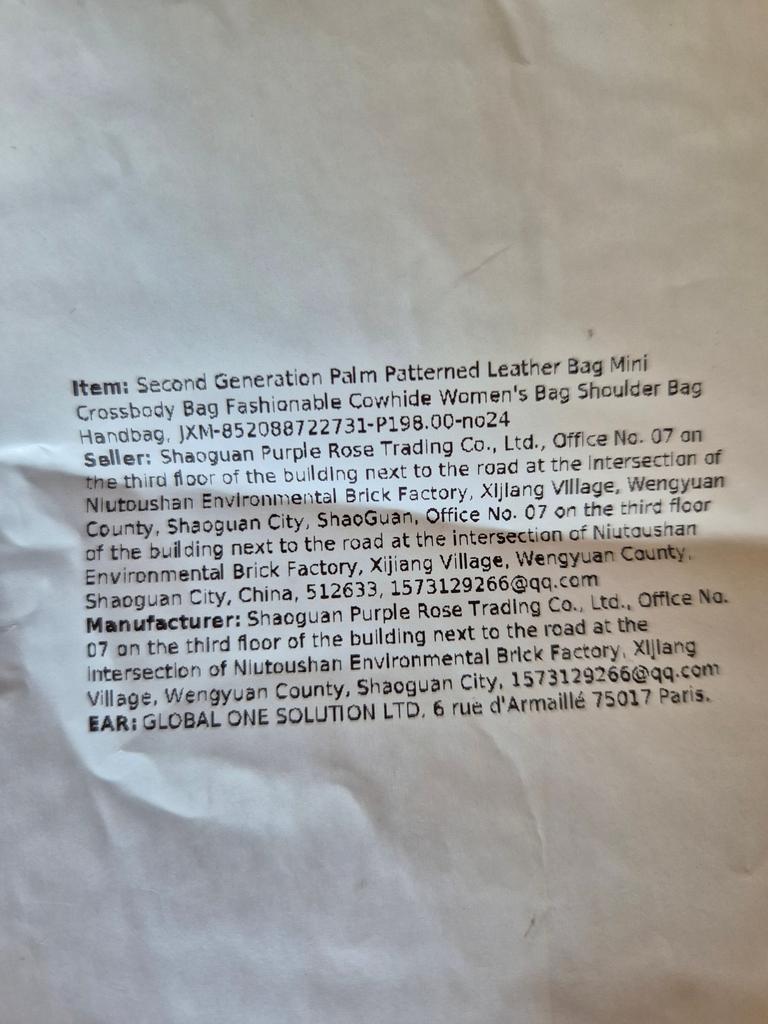 Item: Second Generation Palm Patterned Leather Bag Mini
Crossbody Bag Fashionable Cowhide Women's Bag Shoulder Bag
Handbag, JXM-852088722731-P198.00-no24
Seller: Shaoguan Purple Rose Trading Co., Ltd., Office No. 07 on
the third floor of the building next to the road at the intersection of
Niutoushan Environmental Brick Factory, Xijiang Village, Wengyuan
County, Shaoguan City, ShaoGuan, Office No. 07 on the third floor
of the building next to the road at the intersection of Niutoushan
Environmental Brick Factory, Xijiang Village, Wengyuan County,
Shaoguan City, China, 512633, 1573129266@qq.com
Manufacturer: Shaoguan Purple Rose Trading Co., Ltd., Office No.
07 on the third floor of the building next to the road at the
intersection of Niutoushan Environmental Brick Factory, Xijiang
Village, Wengyuan County, Shaoguan City, 1573129266@qq.com
EAR: GLOBAL ONE SOLUTION LTD, 6 rue d'Armaillé 75017 Paris.